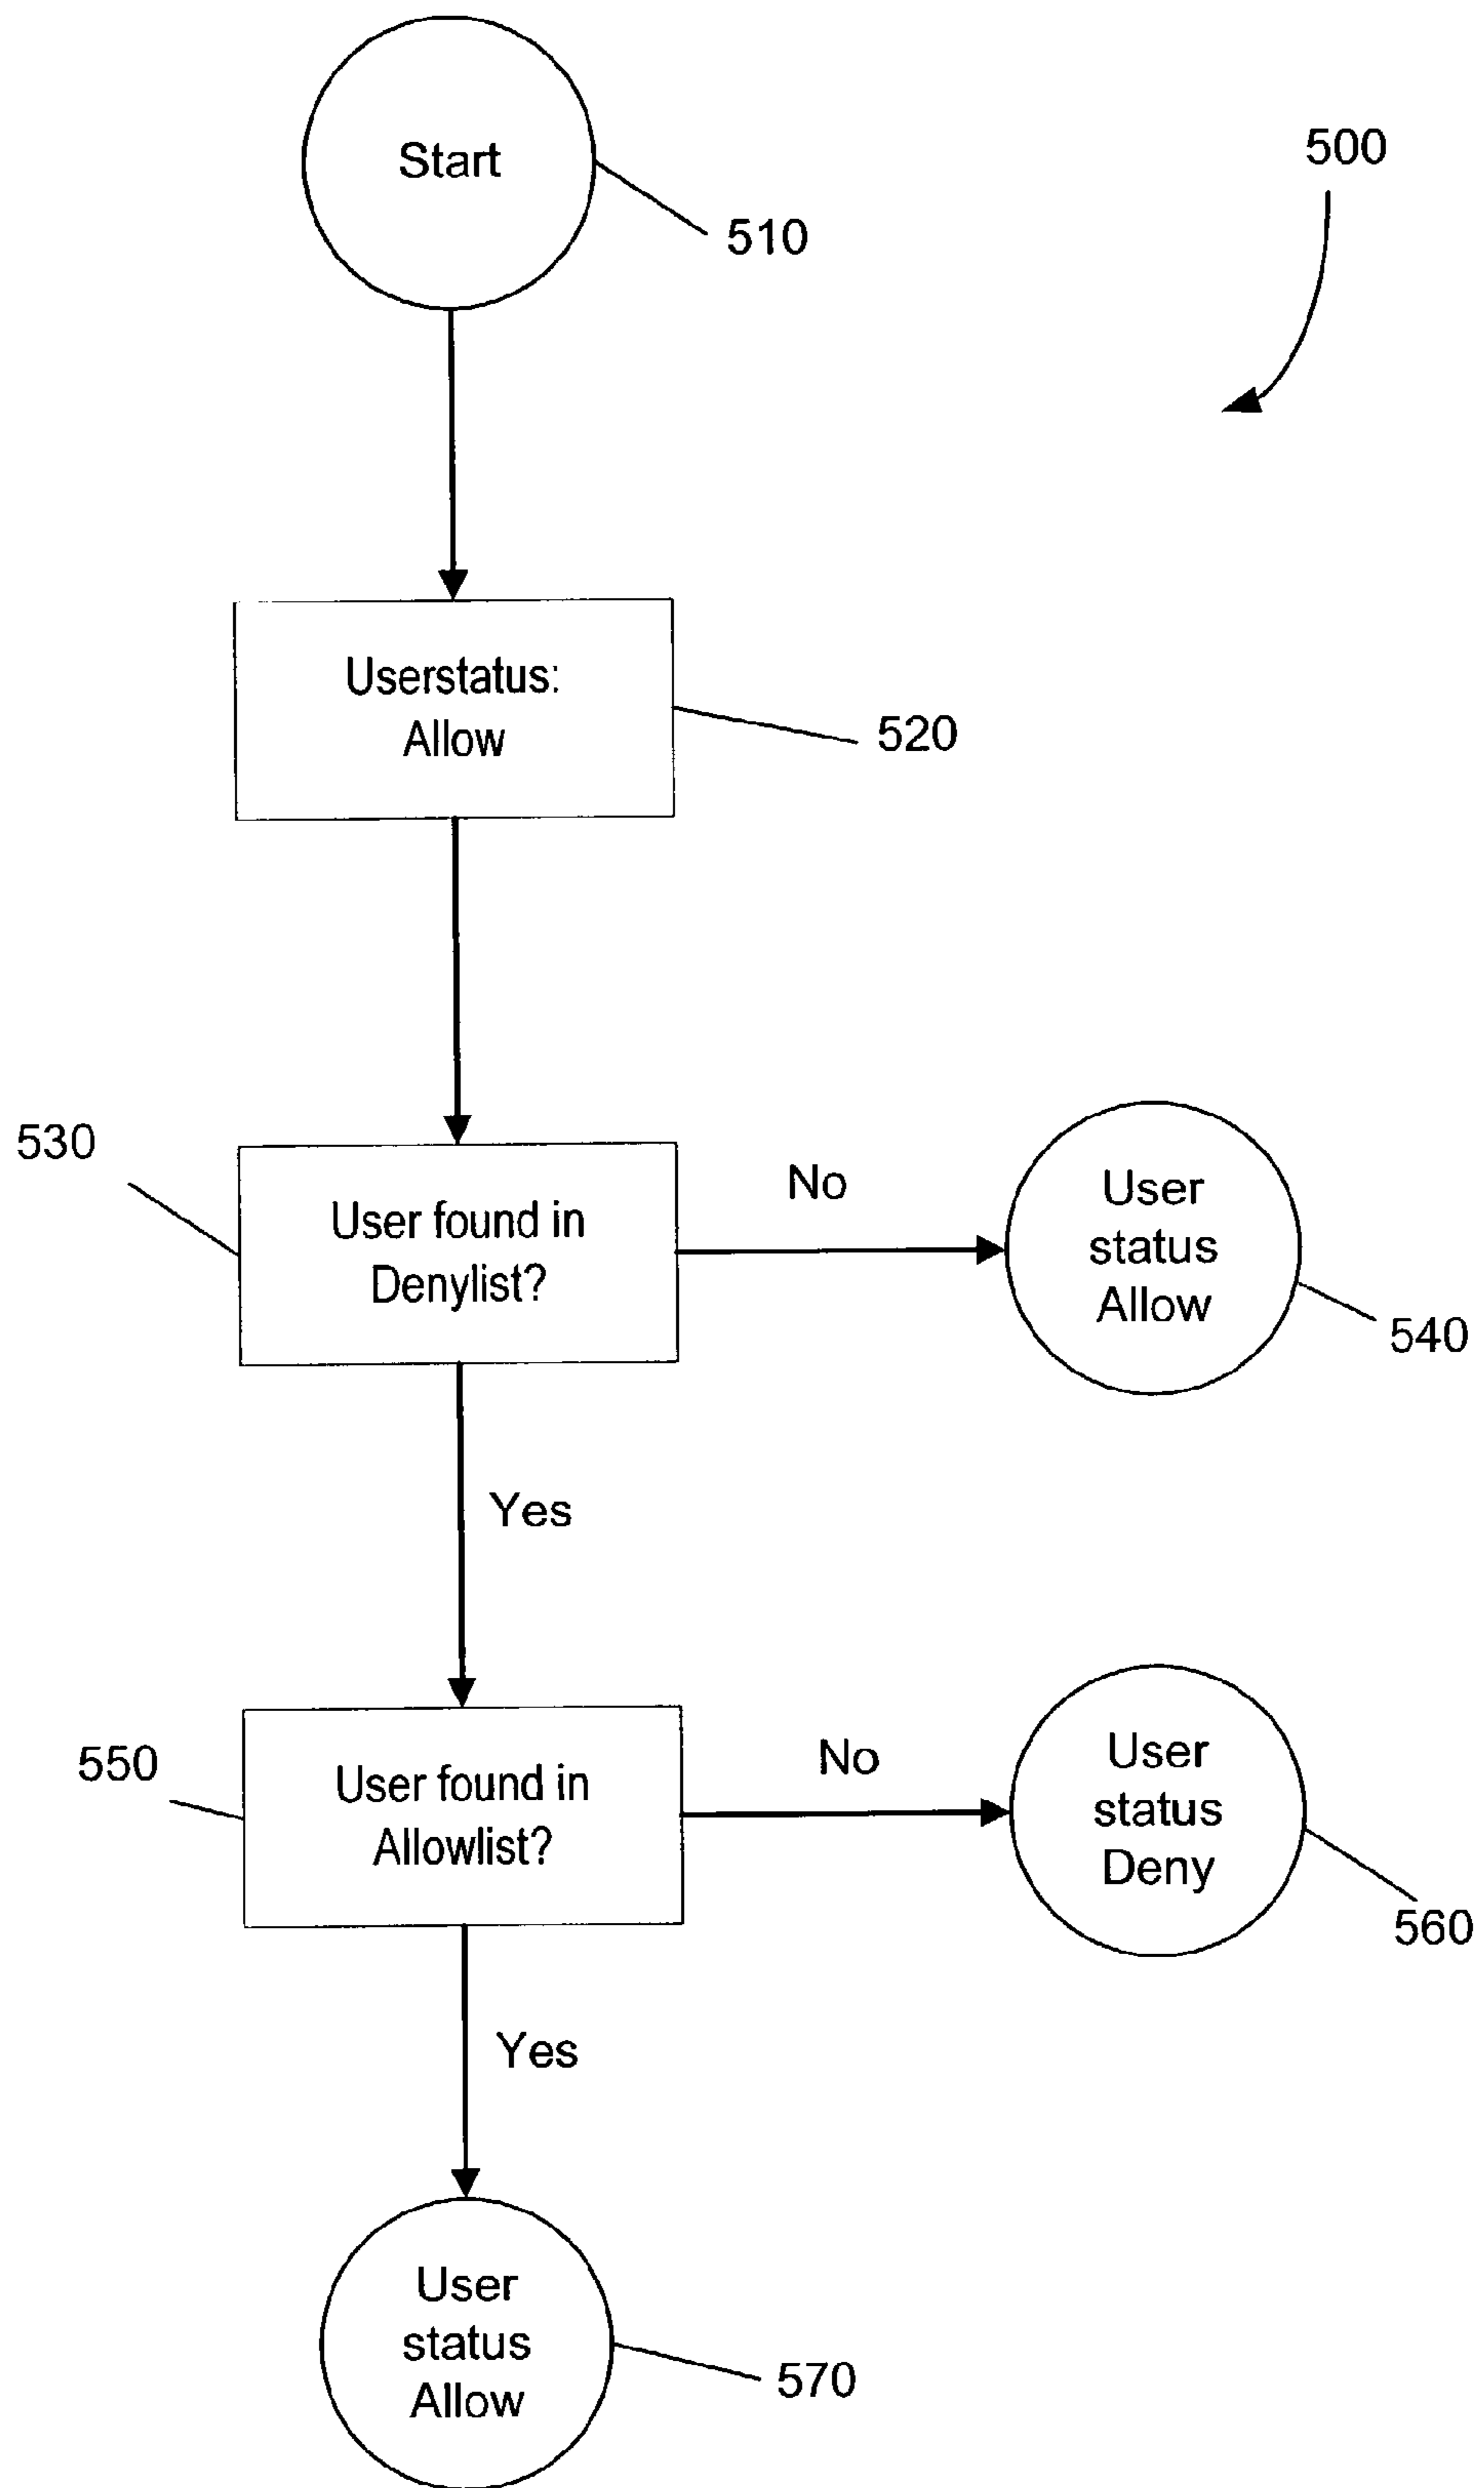 Start
500
510
Userstatus:
Allow
520
530
User found in
Denylist?
No
User
status
Allow
540
Yes
550
User found in
Allowlist?
No
User
status
Deny
560
Yes
User
status
Allow
570